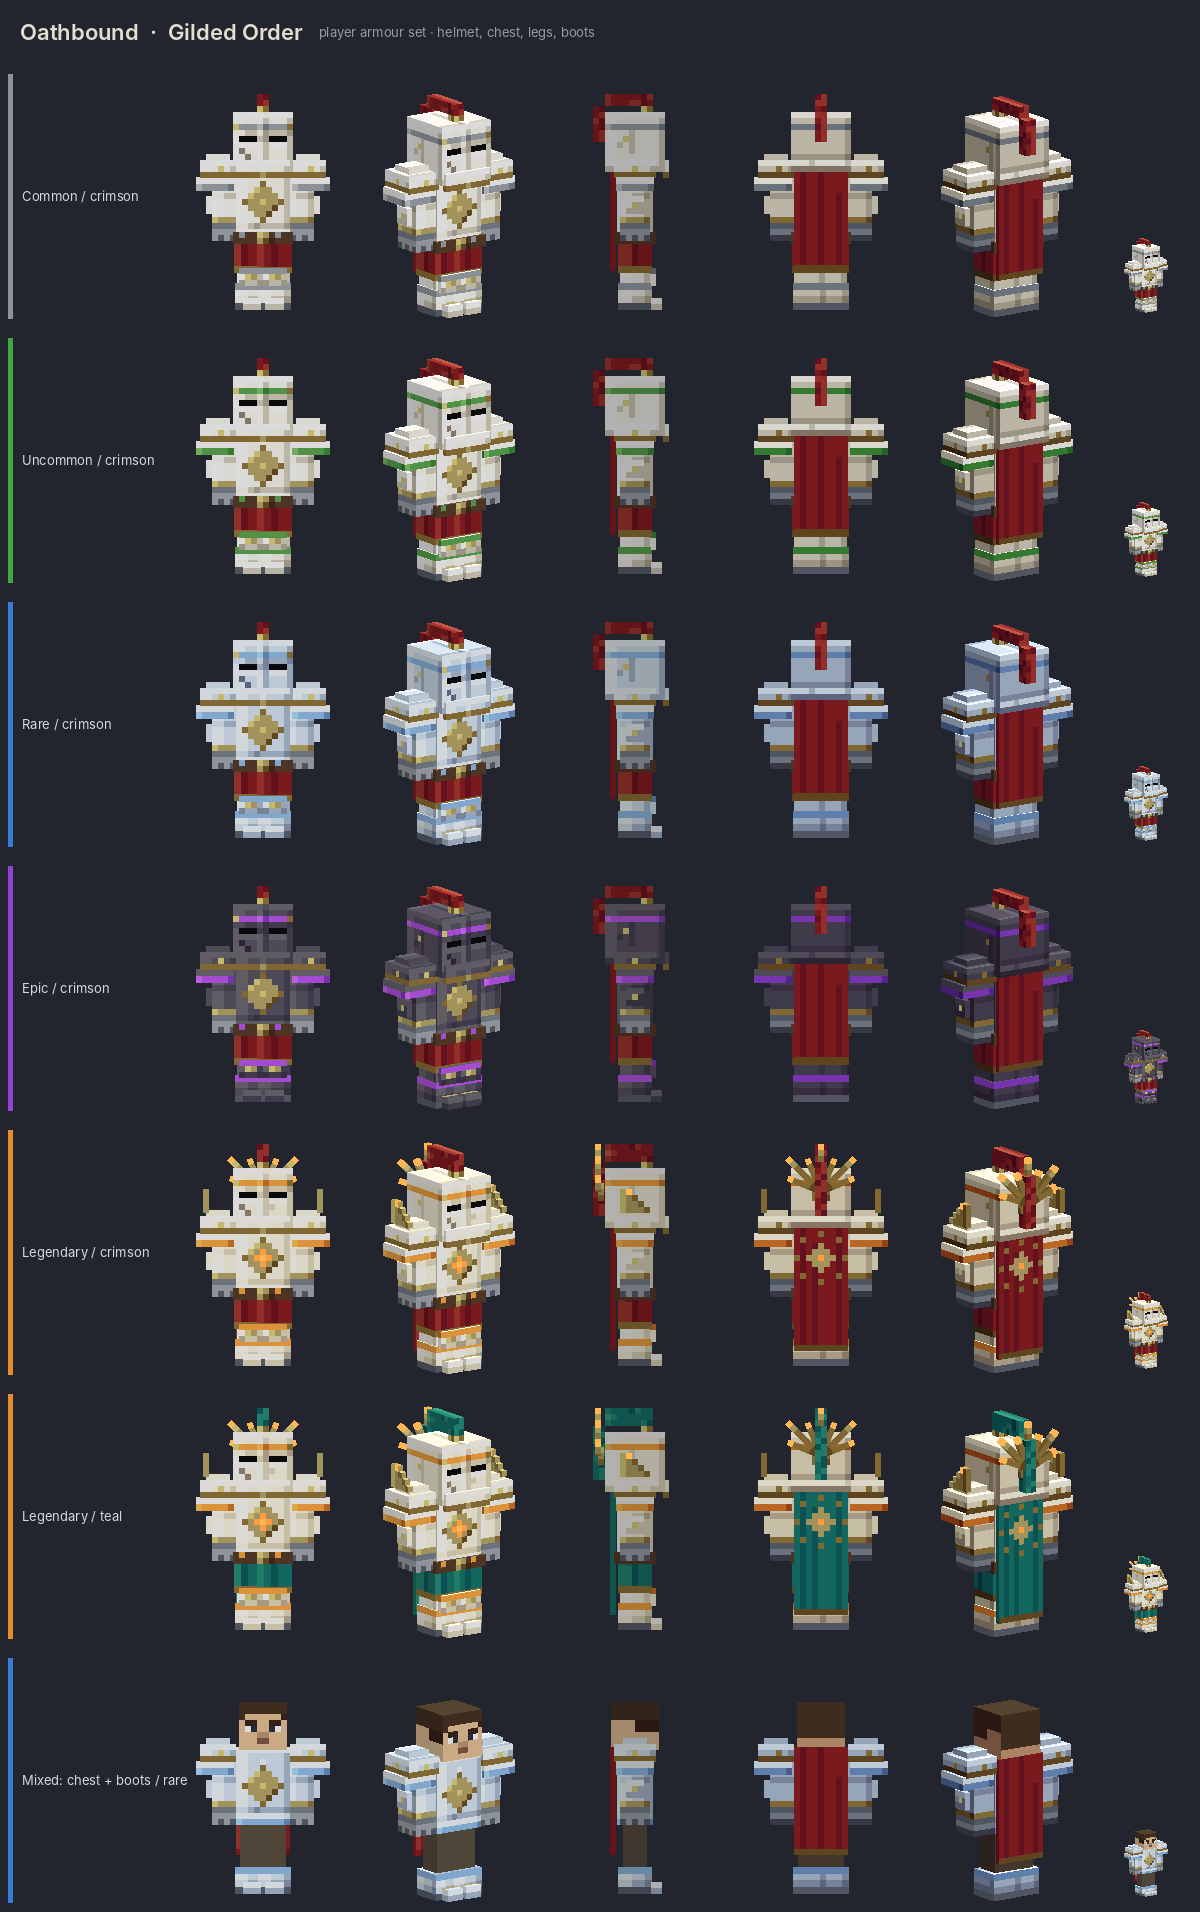 Oathbound · Gilded Order player armour set · helmet, chest, legs, boots
Common / crimson
Uncommon / crimson
Rare / crimson
Epic / crimson
Legendary / crimson
Legendary / teal
Mixed: chest + boots / rare